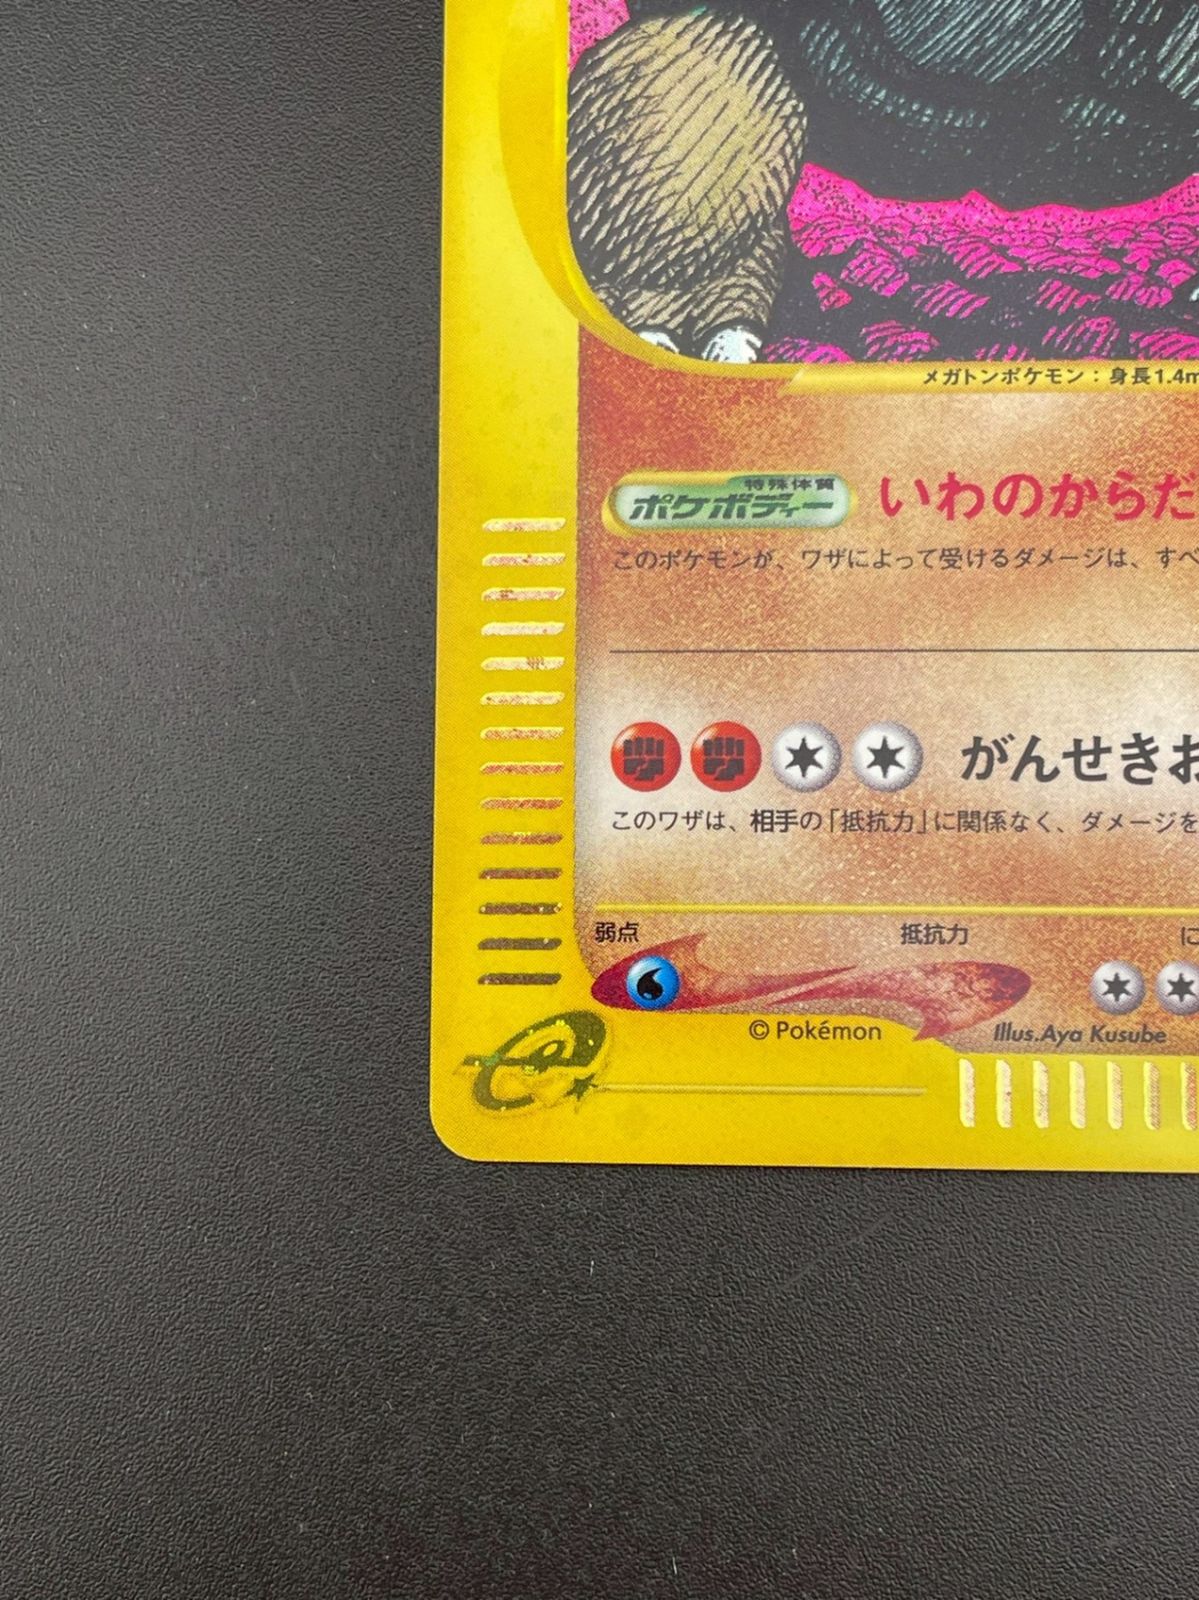 メガトンポケモン：身長1.4m
特殊体質
ポケボディー いわのからだ
このポケモンが、ワザによって受けるダメージは、すべ
がんせきお
このワザは、相手の「抵抗力」に関係なく、ダメージを
弱点 抵抗力 に
© Pokémon Illus.Aya Kusube
e